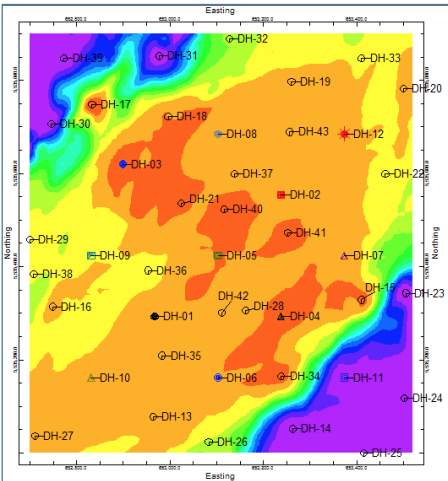 Easting
DH-32
DH-39 DH-31 DH-33
DH-19
DH-20
DH-17
DH-18
DH-30
DH-08 DH-43 DH-12
DH-03
DH-37 DH-22
DH-02
DH-21
DH-40
DH-41
DH-29
Northing Northing
DH-09 DH-05 DH-07
DH-36
DH-38
DH-23
DH-15
DH-16 DH-42 DH-28
DH-01 DH-04
DH-35
DH-10 DH-06 DH-34 DH-11
DH-24
DH-13
DH-14
DH-27
DH-26
DH-25
Easting